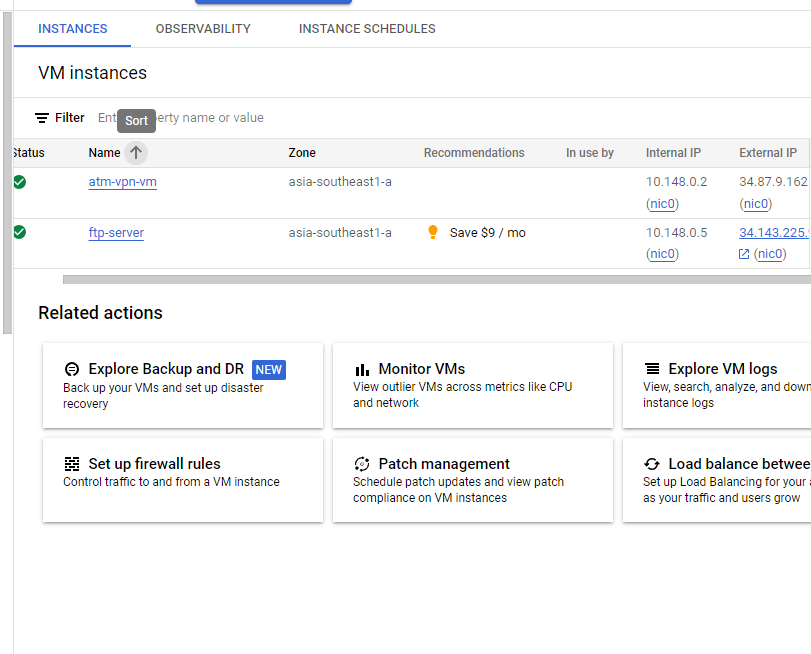 INSTANCES OBSERVABILITY INSTANCE SCHEDULES
VM instances
Filter Ent erty name or value
Sort
Status Name Zone Recommendations In use by Internal IP External IP
atm-vpn-vm asia-southeast1-a 10.148.0.2 34.87.9.162
(nic0) (nic0)
ftp-server asia-southeast1-a Save $9 / mo 10.148.0.5 34.143.225.
(nic0) (nic0)
Related actions
Explore Backup and DR NEW
Back up your VMs and set up disaster
recovery
Monitor VMs
View outlier VMs across metrics like CPU
and network
Explore VM logs
View, search, analyze, and down
instance logs
Set up firewall rules
Control traffic to and from a VM instance
Patch management
Schedule patch updates and view patch
compliance on VM instances
Load balance betwee
Set up Load Balancing for your a
as your traffic and users grow